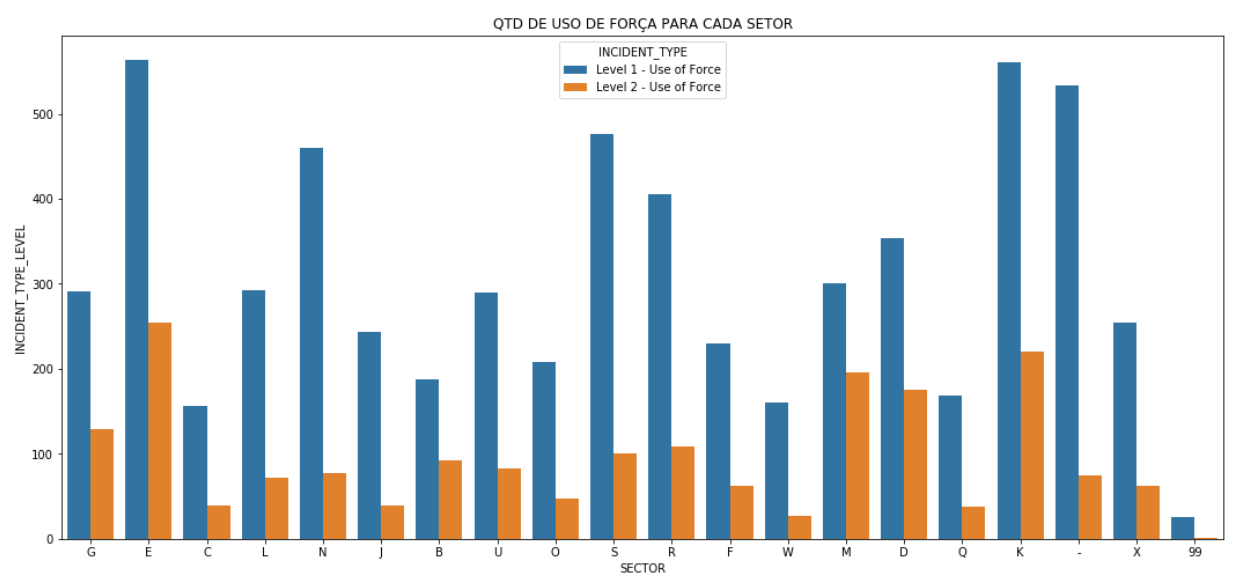 QTD DE USO DE FORÇA PARA CADA SETOR
INCIDENT_TYPE
Level 1 - Use of Force
Level 2 - Use of Force
INCIDENT_TYPE_LEVEL
500
400
300
200
100
0
G E C L N J B U O S R F W M D Q K - X 99
SECTOR